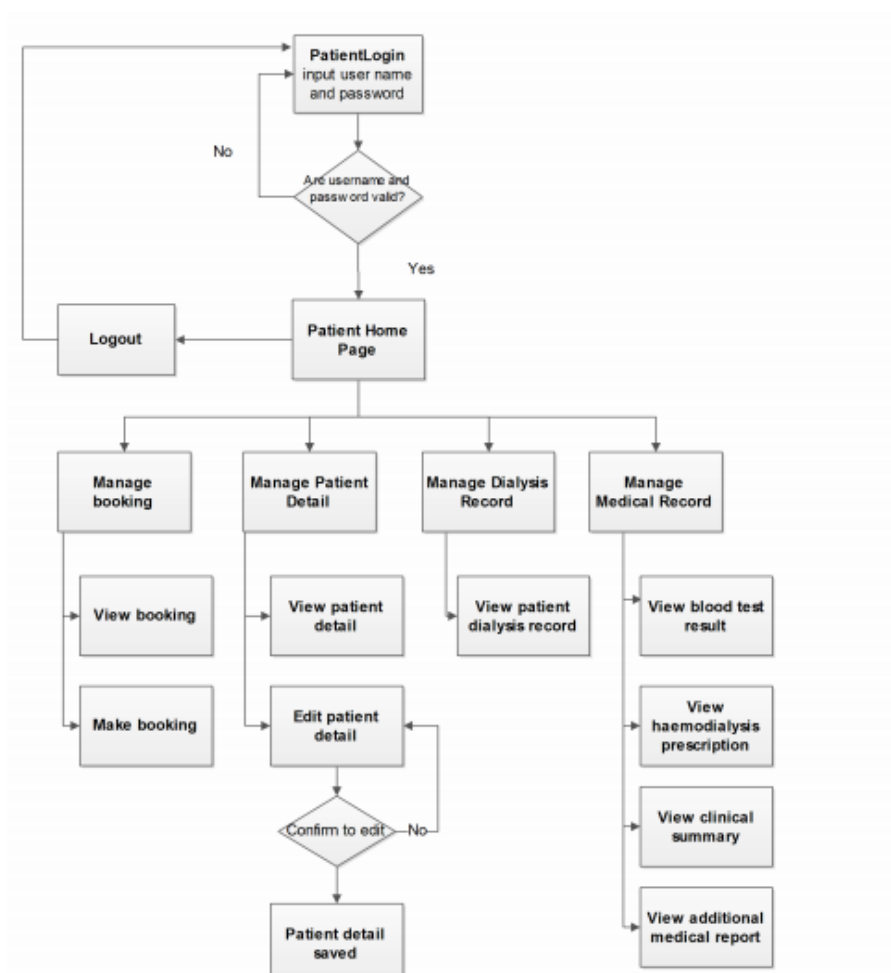 PatientLogin
input user name
and password
No
Are username and
password valid?
Yes
Logout
Patient Home
Page
Manage
booking
Manage Patient
Detail
Manage Dialysis
Record
Manage
Medical Record
View booking
View patient
detail
View patient
dialysis record
View blood test
result
Make booking
Edit patient
detail
View
haemodialysis
prescription
Confirm to edit
No
View clinical
summary
Patient detail
saved
View additional
medical report